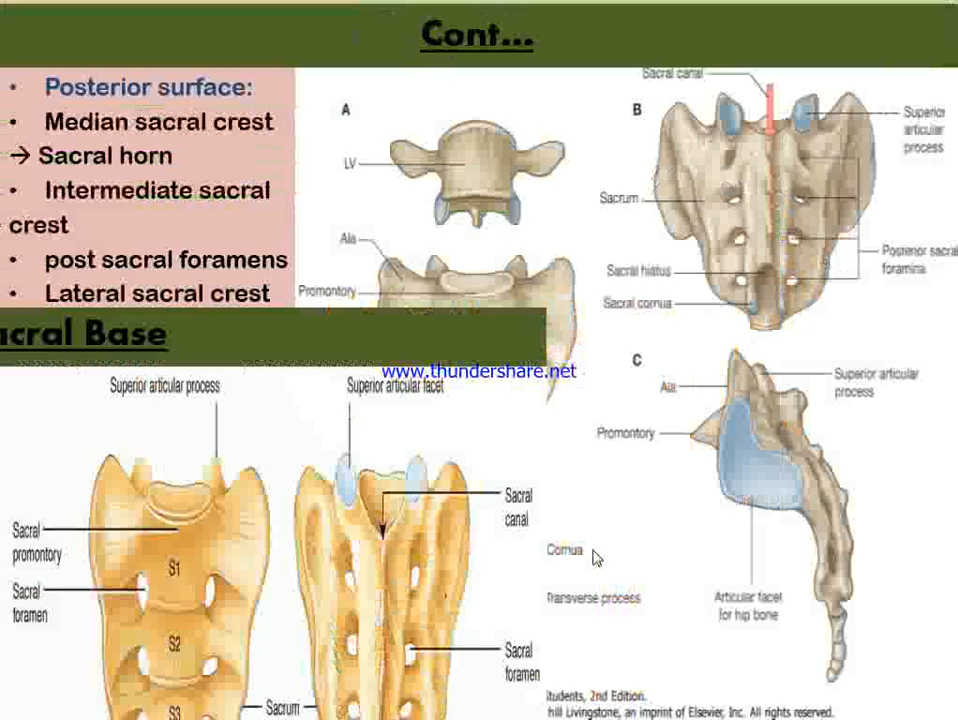 Cont...
• Posterior surface:
• Median sacral crest
→ Sacral horn
• Intermediate sacral
crest
• post sacral foramens
• Lateral sacral crest
A
LV
Ala
Promontory
Sacral canal
B
Superior
articular
process
Sacrum
Sacral hiatus
Sacral cornua
Posterior sacral
foramina
acral Base
www.thundershare.net
Superior articular process
Superior articular facet
Sacral
promontory
Sacral
foramen
S1
S2
S3
Sacral
canal
Sacral
foramen
Sacrum
C
Ala
Promontory
Superior articular
process
Cornua
Transverse process
Articular facet
for hip bone
tudents, 2nd Edition.
hill Livingstone, an imprint of Elsevier, Inc. All rights reserved.